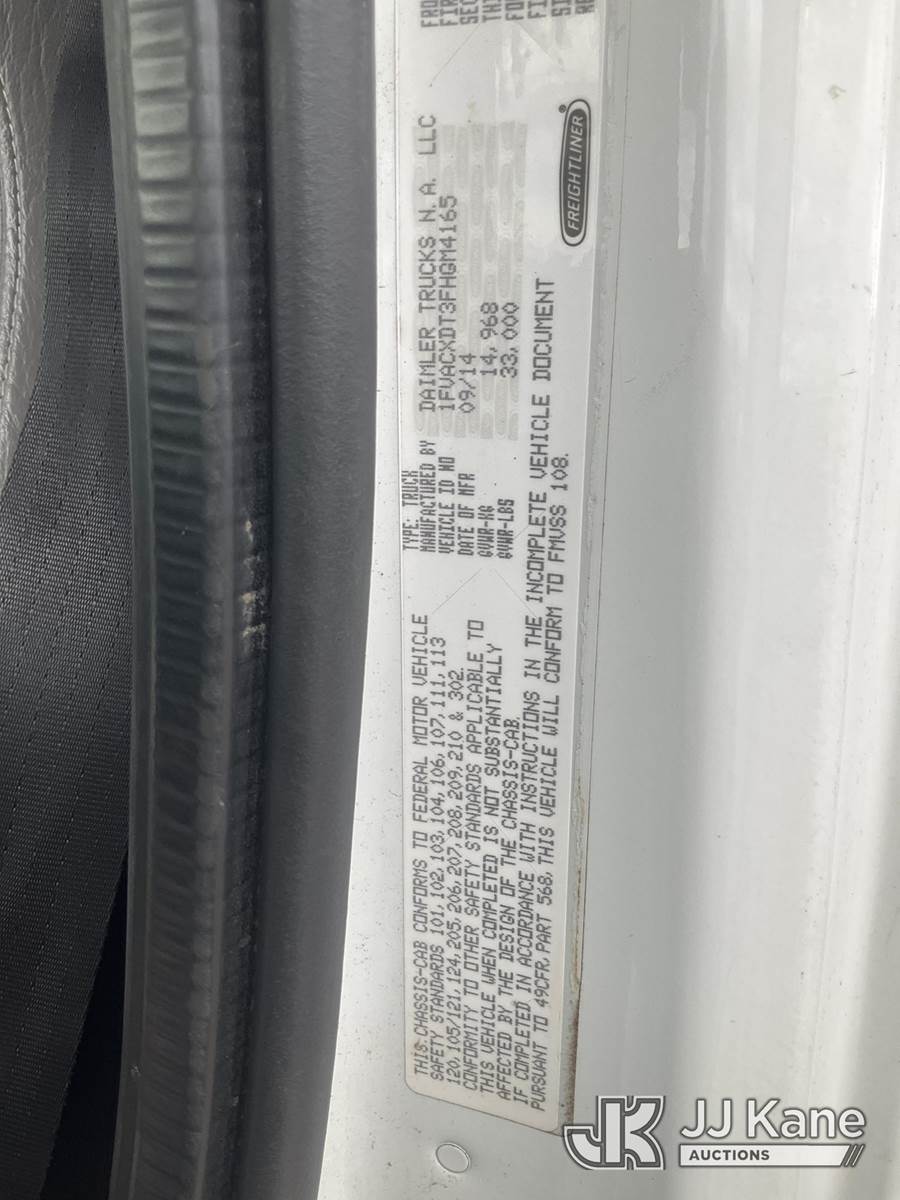 THIS CHASSIS-CAB CONFORMS TO FEDERAL MOTOR VEHICLE
SAFETY STANDARDS 101, 102, 103, 104, 106, 107, 111, 113
120, 105/121, 124, 205, 206, 207, 208, 209, 210 & 302.
CONFORMITY TO OTHER SAFETY STANDARDS APPLICABLE TO
THIS VEHICLE WHEN COMPLETED IS NOT SUBSTANTIALLY
AFFECTED BY THE DESIGN OF THE CHASSIS-CAB.
IF COMPLETED IN ACCORDANCE WITH INSTRUCTIONS IN THE INCOMPLETE VEHICLE DOCUMENT
PURSUANT TO 49CFR, PART 568, THIS VEHICLE WILL CONFORM TO FMVSS 108.
TYPE: TRUCK
MANUFACTURED BY DAIMLER TRUCKS N.A. LLC
VEHICLE ID NO 1FVACXDT3FHGM4165
DATE OF MFR 09/14
GVWR-KG 14,968
GVWR-LBS 33,000
FREIGHTLINER
JK JJ Kane
AUCTIONS